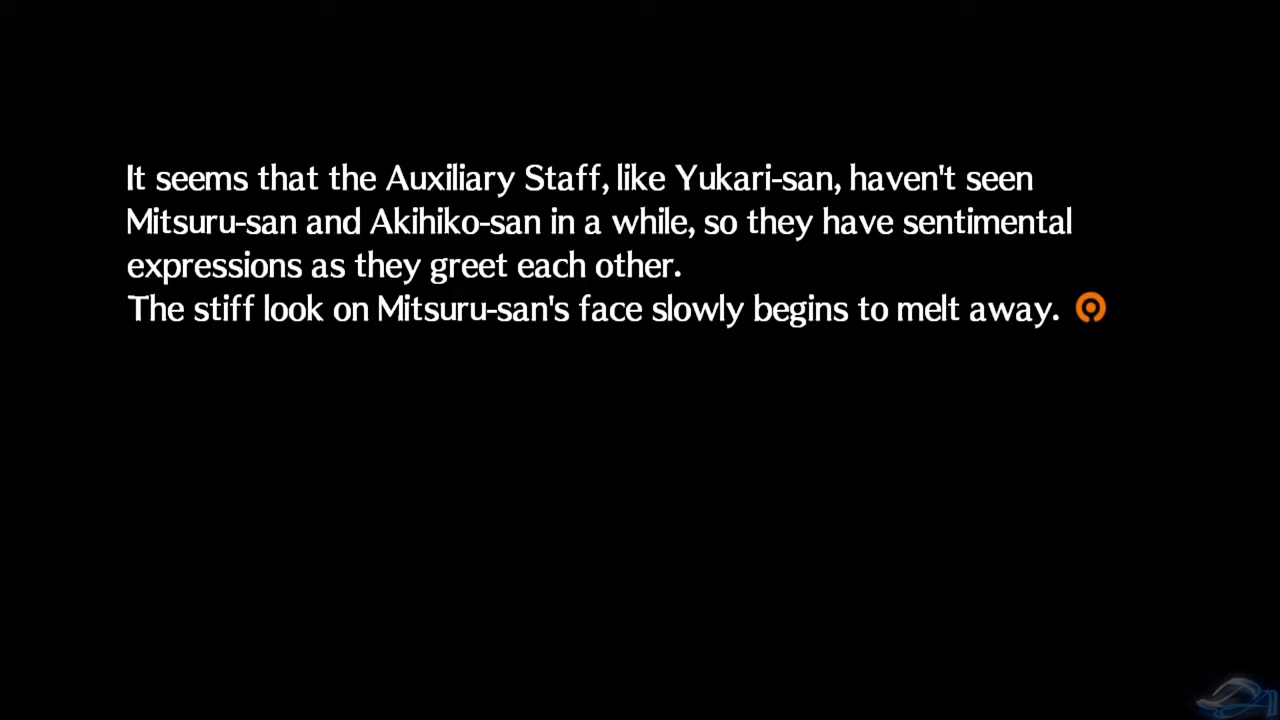 It seems that the Auxiliary Staff, like Yukari-san, haven't seen
Mitsuru-san and Akihiko-san in a while, so they have sentimental
expressions as they greet each other.
The stiff look on Mitsuru-san's face slowly begins to melt away.